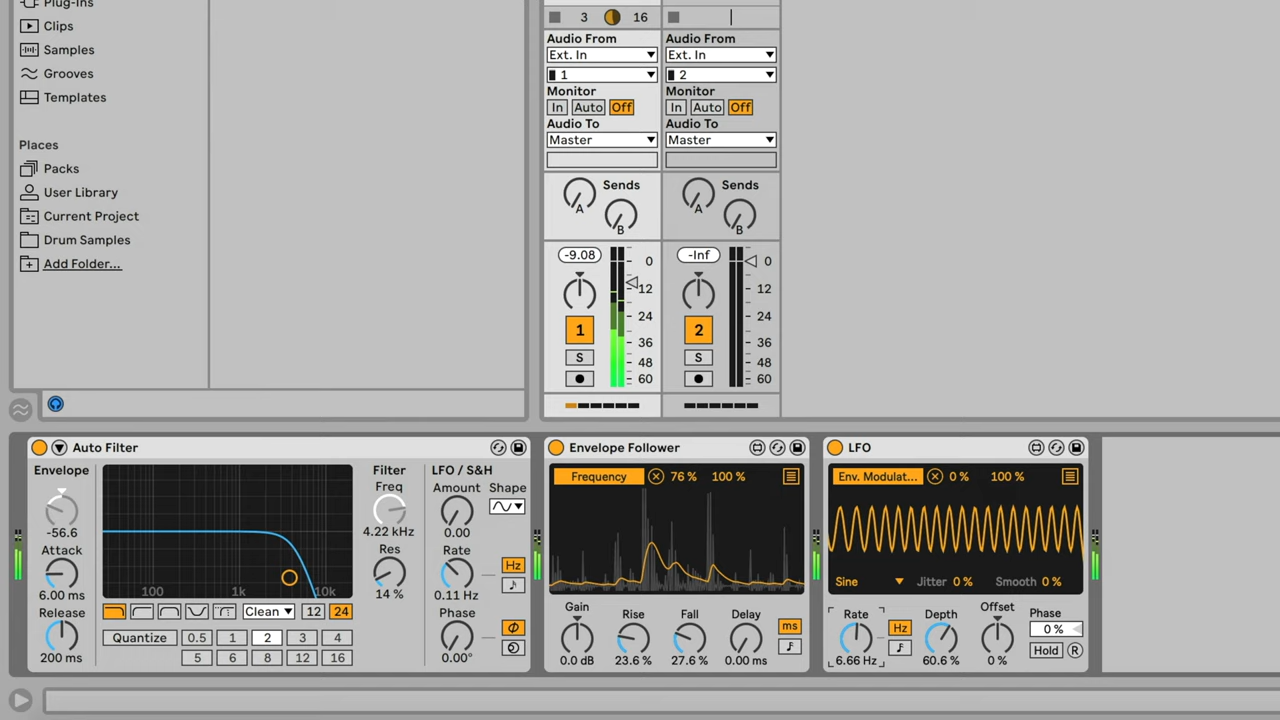 Plug-Ins
Clips
Samples
Grooves
Templates
Places
Packs
User Library
Current Project
Drum Samples
Add Folder...
3 16
Audio From Audio From
Ext. In Ext. In
1 2
Monitor Monitor
In Auto Off In Auto Off
Audio To Audio To
Master Master
Sends Sends
A A
B B
-9.08 0 -Inf 0
12 12
24 24
1 2
36 36
S 48 S 48
60 60
Auto Filter
Envelope
-56.6
Attack
6.00 ms
Release
200 ms
100 1k 10k
Clean 12 24
Quantize 0.5 1 2 3 4
5 6 8 12 16
Filter
Freq
4.22 kHz
Res
14 %
LFO / S&H
Amount Shape
0.00
Rate Hz
0.11 Hz
Phase
0.00°
Envelope Follower
Frequency 76 % 100 %
Gain Rise Fall Delay ms
0.0 dB 23.6 % 27.6 % 0.00 ms
LFO
Env. Modulat... 0 % 100 %
Sine Jitter 0 % Smooth 0 %
Rate Hz Depth Offset Phase
0 %
Hold R
6.66 Hz 60.6 % 0 %